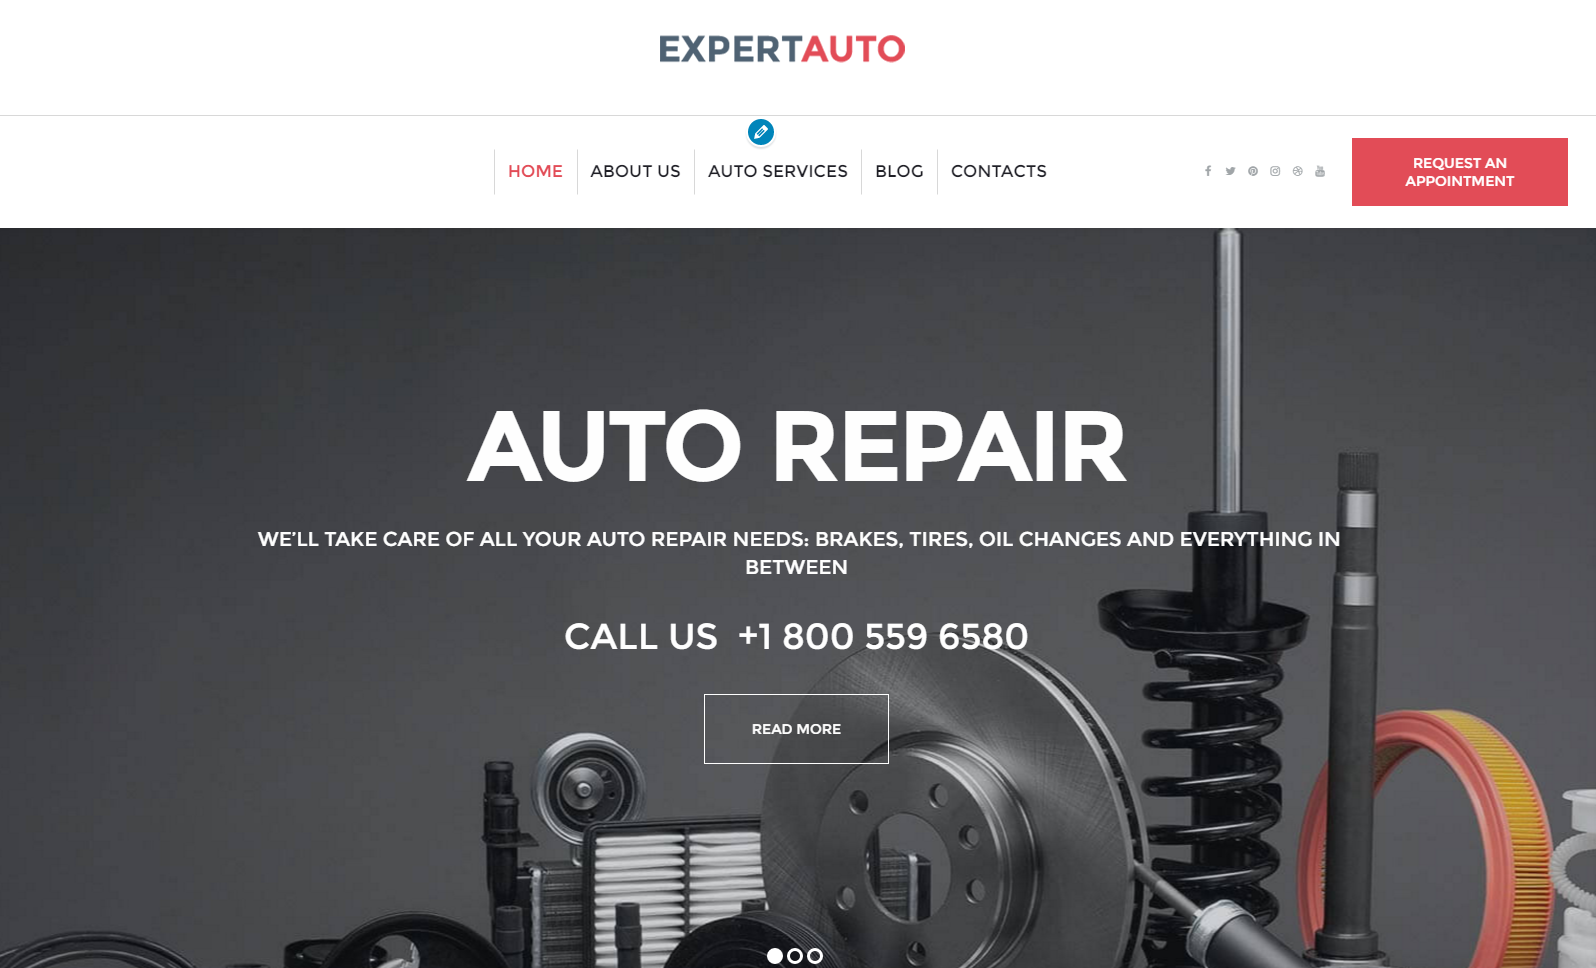 EXPERTAUTO
HOME
ABOUT US
AUTO SERVICES
BLOG
CONTACTS
REQUEST AN
APPOINTMENT
AUTO REPAIR
WE’LL TAKE CARE OF ALL YOUR AUTO REPAIR NEEDS: BRAKES, TIRES, OIL CHANGES AND EVERYTHING IN
BETWEEN
CALL US +1 800 559 6580
READ MORE